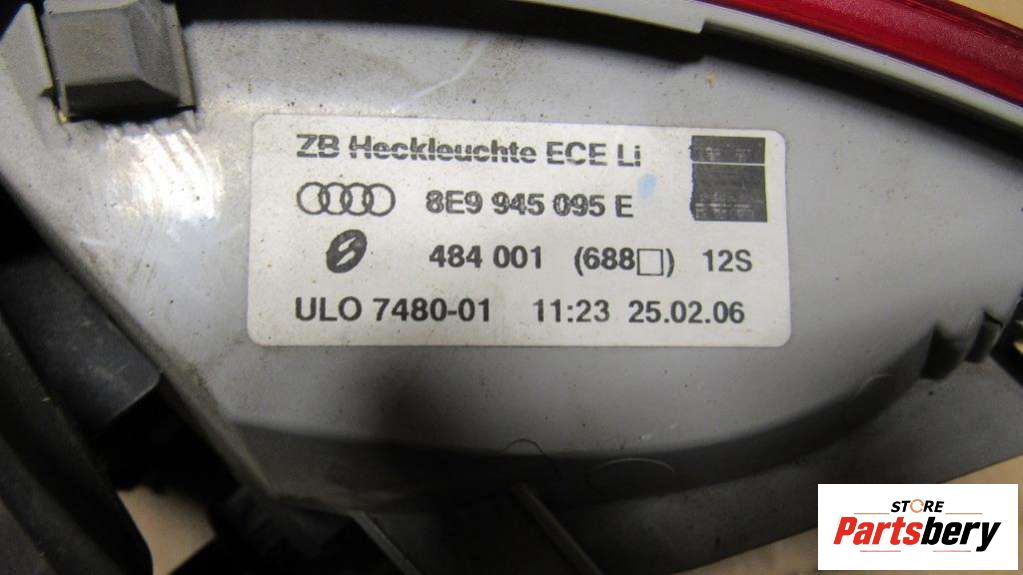 ZB Heckleuchte ECE Li
8E9 945 095 E
484 001 (688□) 12S
ULO 7480-01 11:23 25.02.06
STORE
Partsbery